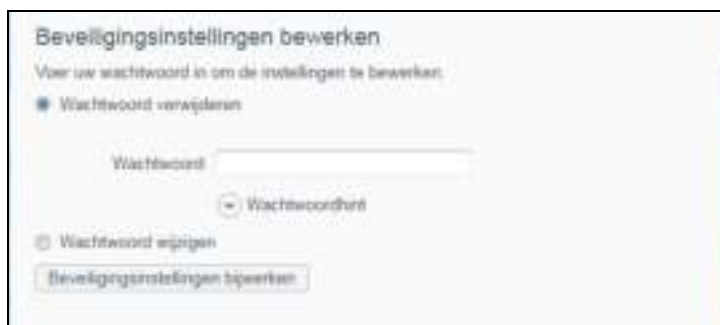 Beveiligingsinstellingen bewerken
Voer uw wachtwoord in om de instellingen te bewerken.
Wachtwoord verwijderen
Wachtwoord
Wachtwoordhint
Wachtwoord wijzigen
Beveiligingsinstellingen bijwerken